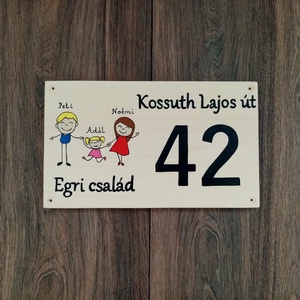 Peti
Noémi
Adél
Kossuth Lajos út
42
Egri család